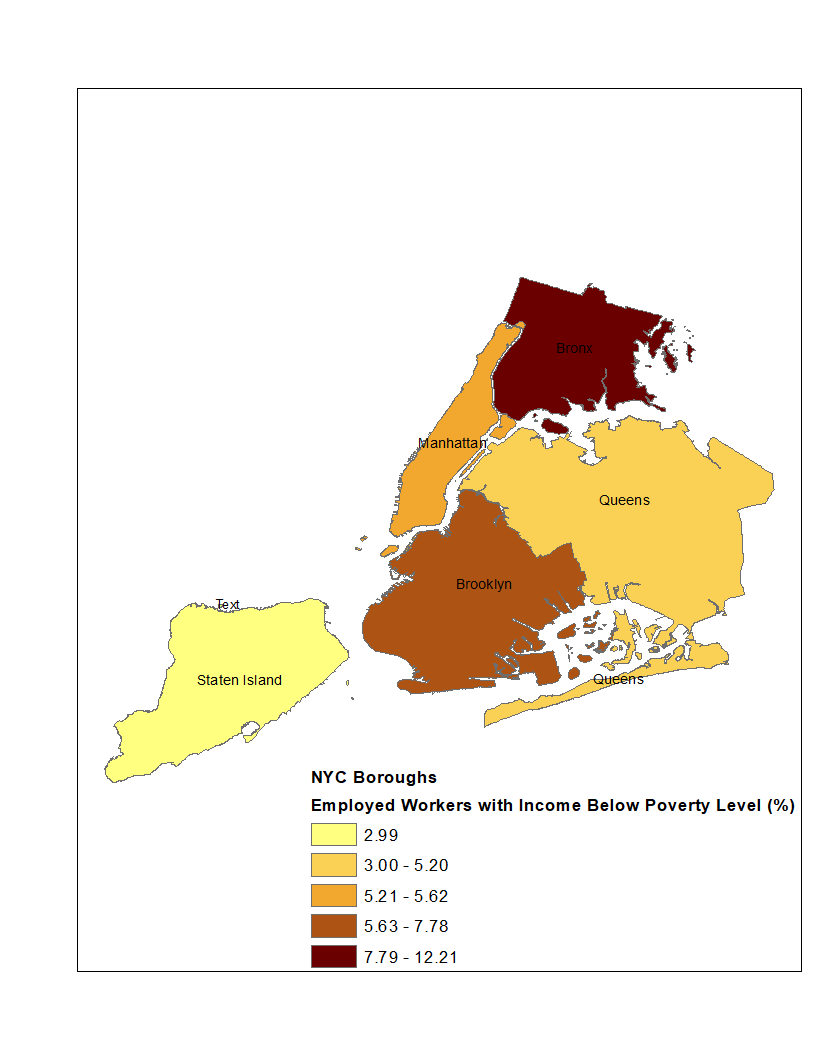 Bronx
Manhattan
Queens
Brooklyn
Text
Staten Island
Queens
NYC Boroughs
Employed Workers with Income Below Poverty Level (%)
2.99
3.00 - 5.20
5.21 - 5.62
5.63 - 7.78
7.79 - 12.21